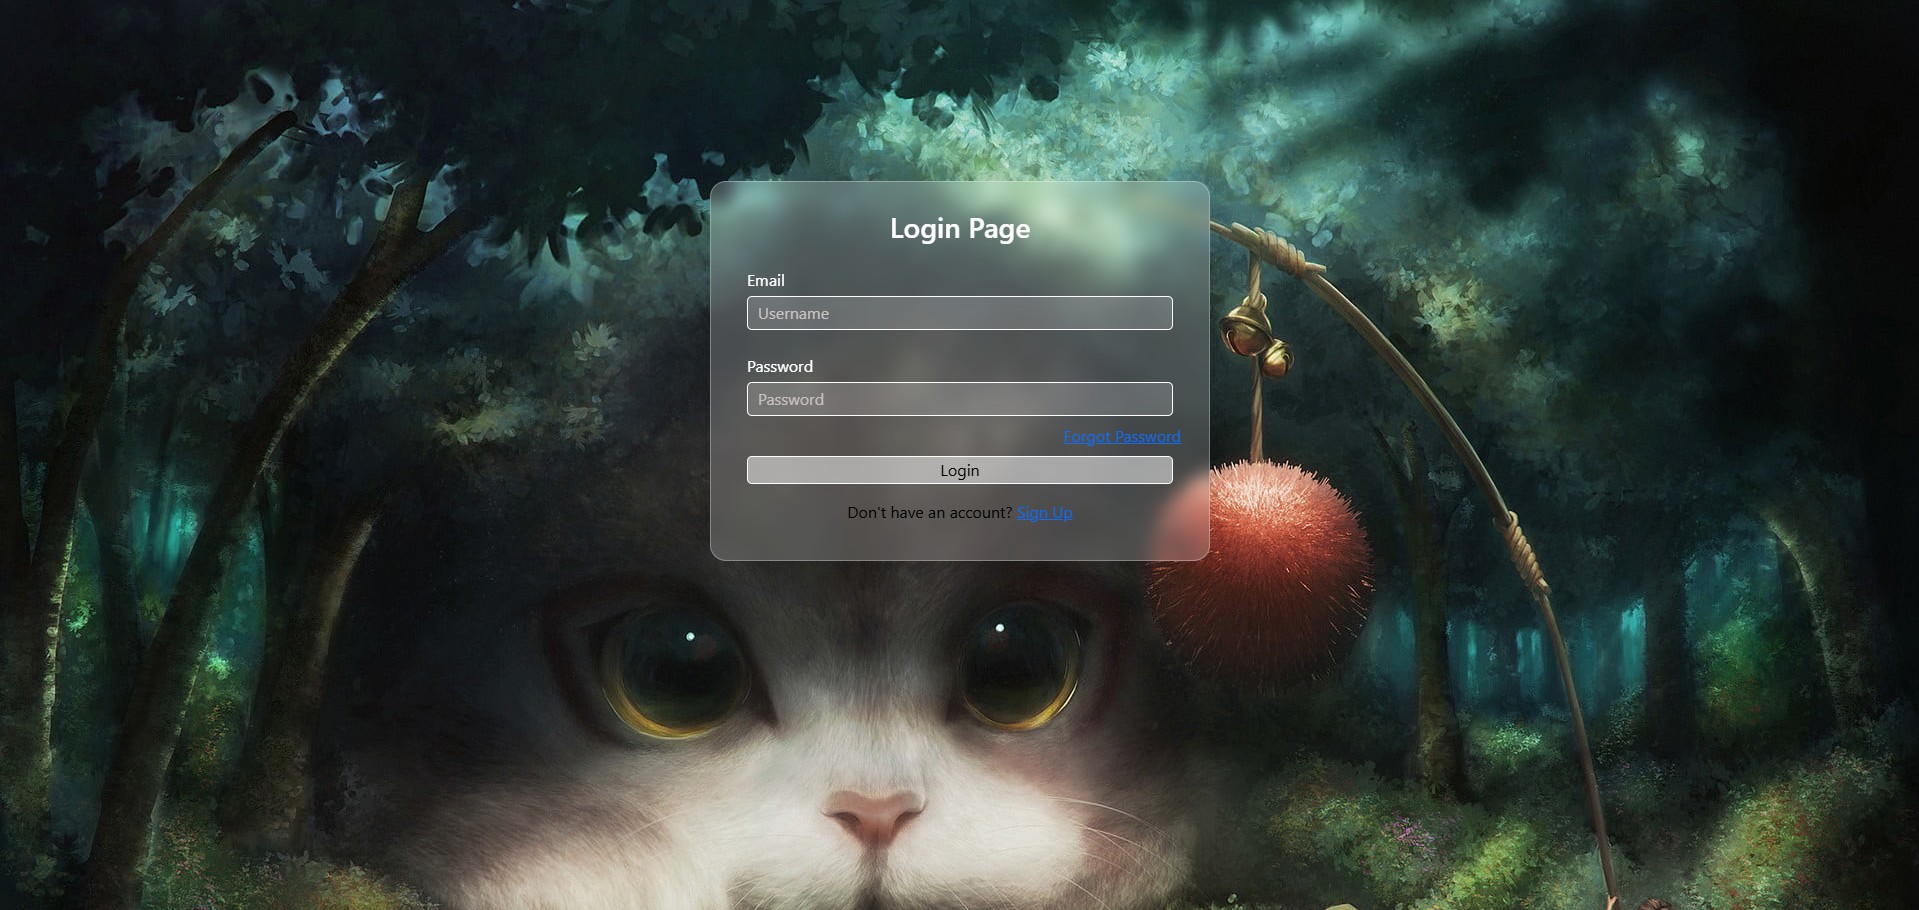 Login Page
Email
Username
Password
Password
Forgot Password
Login
Don't have an account? Sign Up